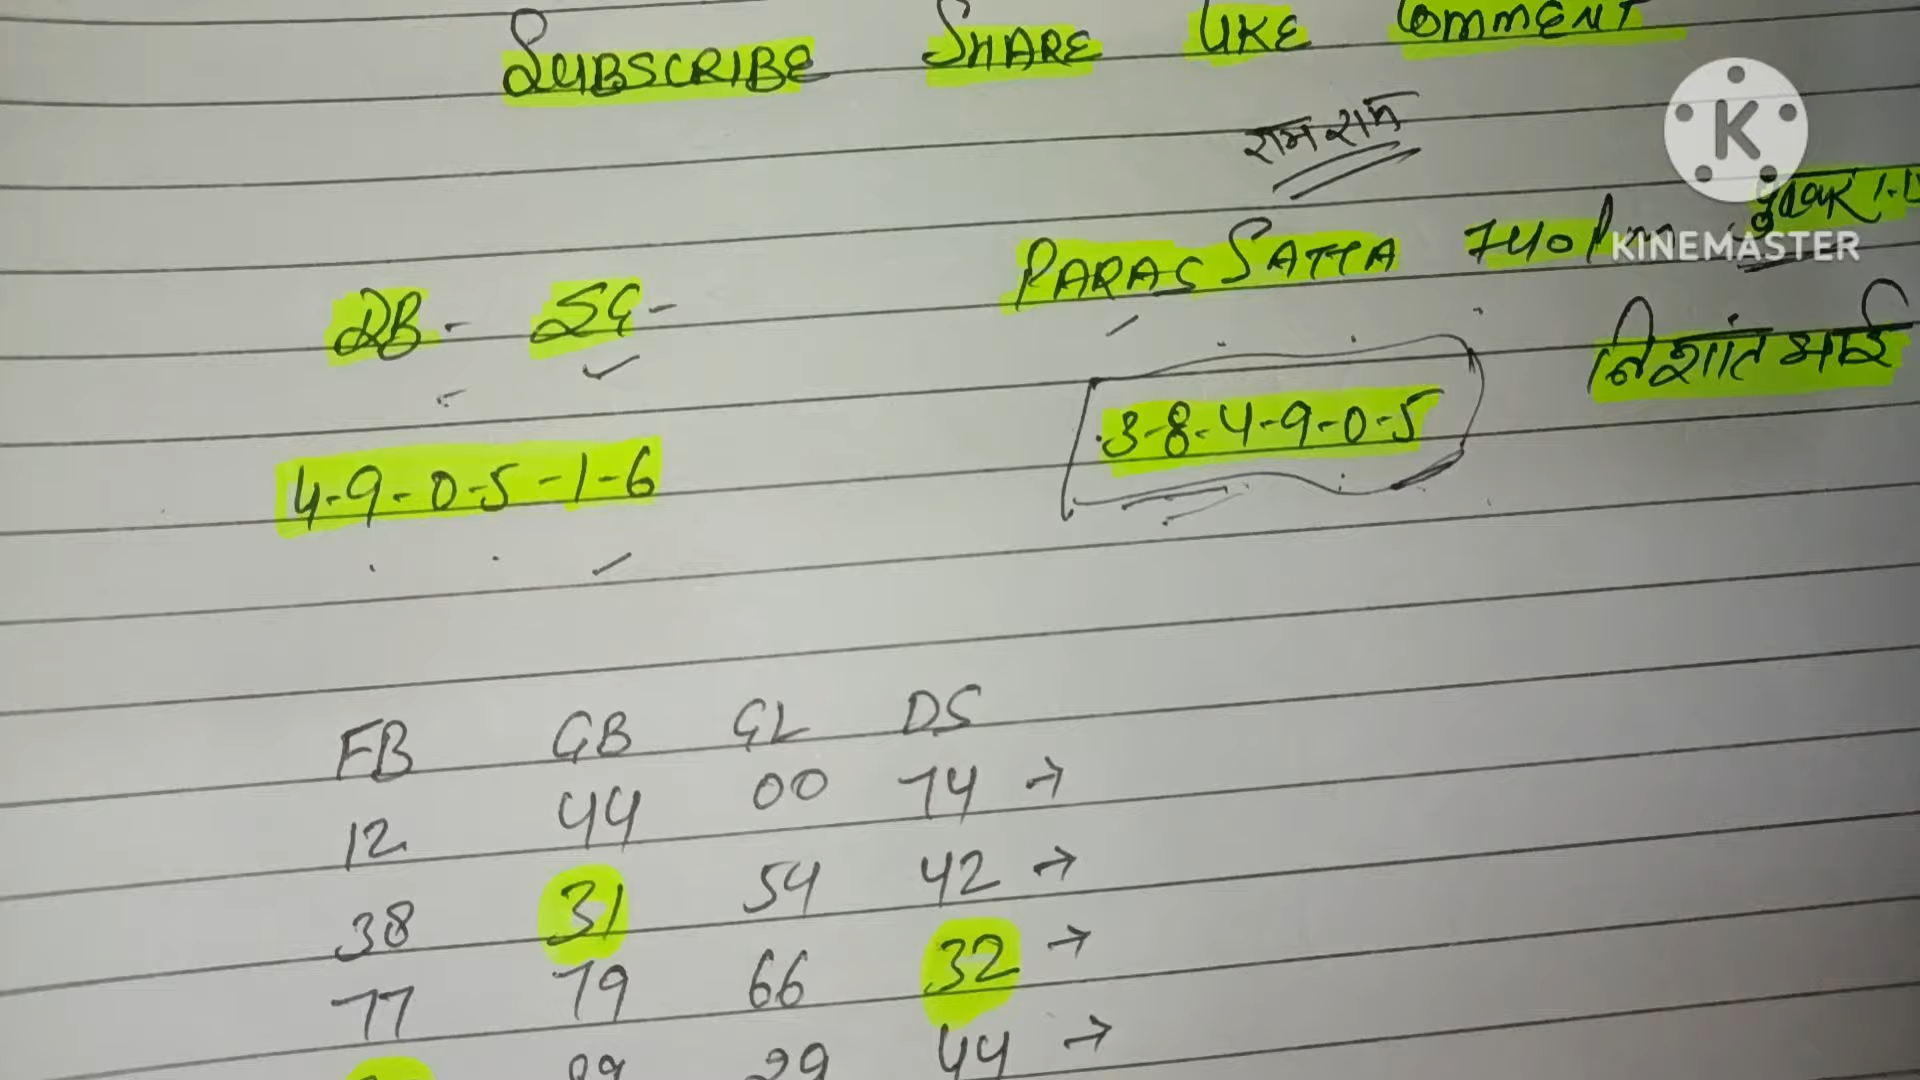 SUBSCRIBE SHARE LIKE COMMENT
राम राम
K
KINEMASTER
PARAS SATTA 740 Pm
DB - SG -
निशांत भाई
3-8-4-9-0-5
4-9-0-5-1-6
FB GB GL DS
12 44 00 74 →
38 31 54 42 →
77 79 66 32 →
44 →